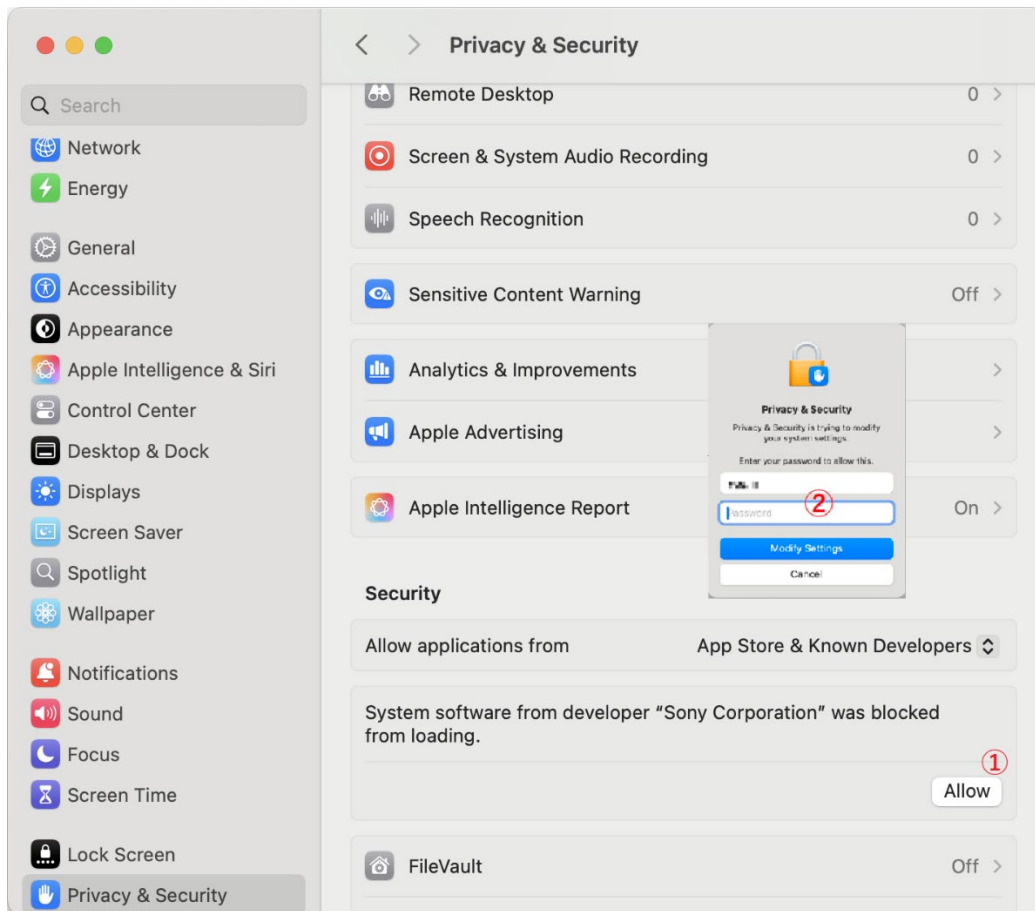 Privacy & Security
Search
Network
Energy
General
Accessibility
Appearance
Apple Intelligence & Siri
Control Center
Desktop & Dock
Displays
Screen Saver
Spotlight
Wallpaper
Notifications
Sound
Focus
Screen Time
Lock Screen
Privacy & Security
Remote Desktop 0
Screen & System Audio Recording 0
Speech Recognition 0
Sensitive Content Warning Off
Analytics & Improvements
Apple Advertising
Apple Intelligence Report On
Privacy & Security
Privacy & Security is trying to modify
your system settings.
Enter your password to allow this.
Password ②
Modify Settings
Cancel
Security
Allow applications from App Store & Known Developers
System software from developer “Sony Corporation” was blocked
from loading.
①
Allow
FileVault Off